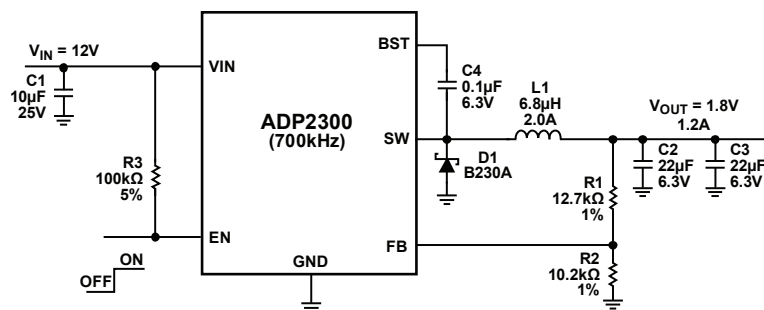 V_IN = 12V
C1
10µF
25V
R3
100kΩ
5%
ON
OFF
VIN
EN
ADP2300
(700kHz)
GND
BST
SW
FB
C4
0.1µF
6.3V
D1
B230A
L1
6.8µH
2.0A
V_OUT = 1.8V
1.2A
C2
22µF
6.3V
C3
22µF
6.3V
R1
12.7kΩ
1%
R2
10.2kΩ
1%